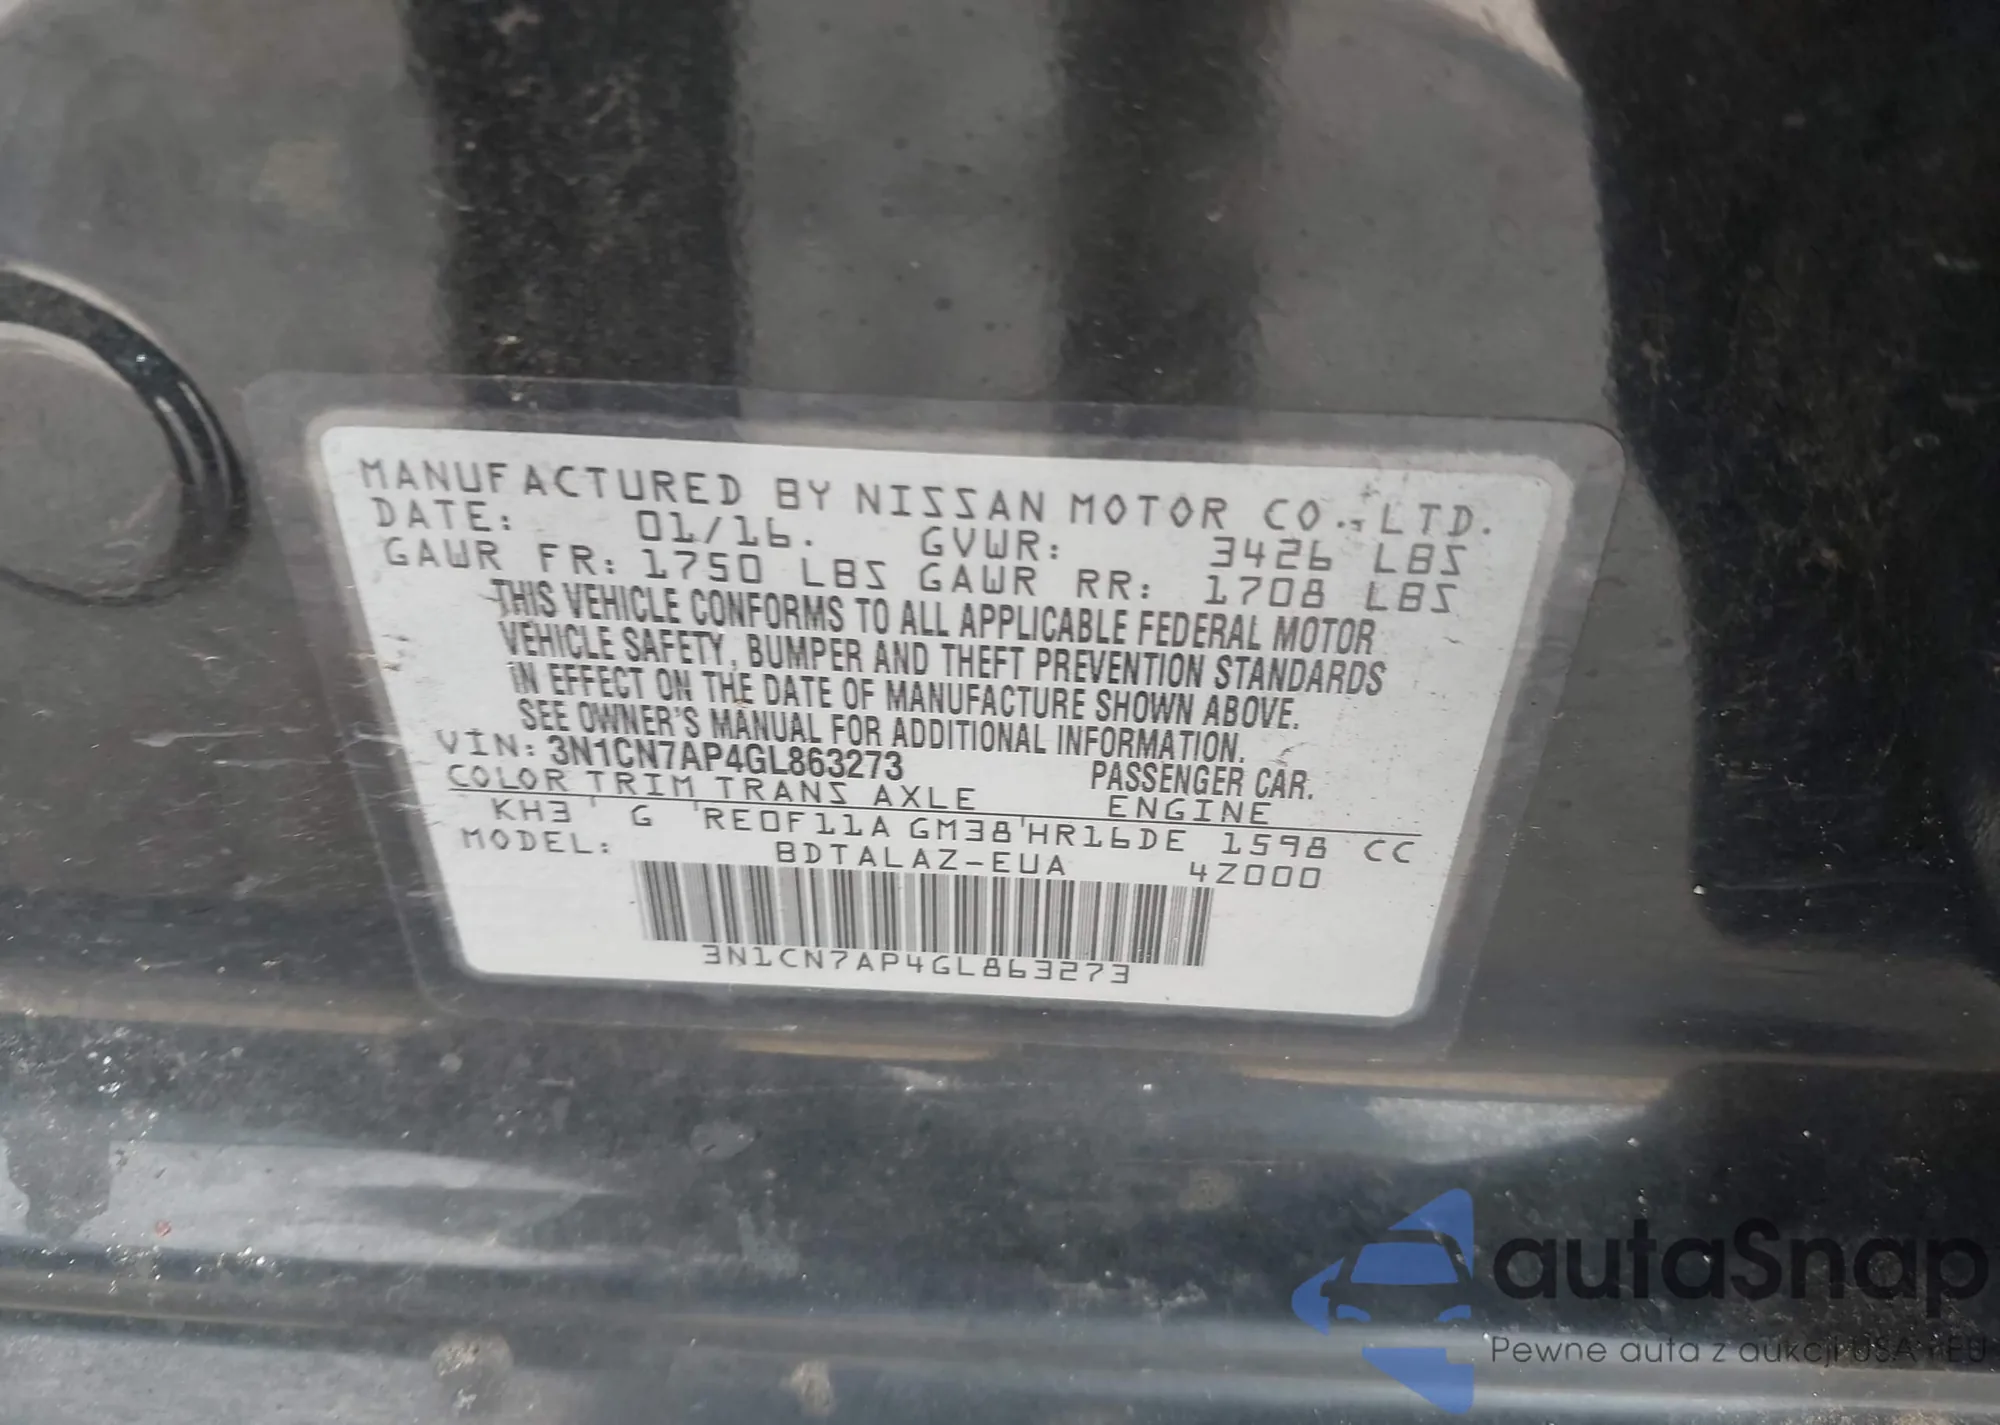 MANUFACTURED BY NISSAN MOTOR CO., LTD.
DATE: 01/16. GVWR: 3426 LBS
GAWR FR: 1750 LBS GAWR RR: 1708 LBS
THIS VEHICLE CONFORMS TO ALL APPLICABLE FEDERAL MOTOR
VEHICLE SAFETY, BUMPER AND THEFT PREVENTION STANDARDS
IN EFFECT ON THE DATE OF MANUFACTURE SHOWN ABOVE.
SEE OWNER'S MANUAL FOR ADDITIONAL INFORMATION.
VIN: 3N1CN7AP4GL863273 PASSENGER CAR.
COLOR TRIM TRANS AXLE ENGINE
KH3 G RE0F11A GM38 HR16DE 1598 CC
MODEL: BDTALAZ-EUA 4Z000
3N1CN7AP4GL863273
autaSnap
Pewne auta z aukcji USA i EU